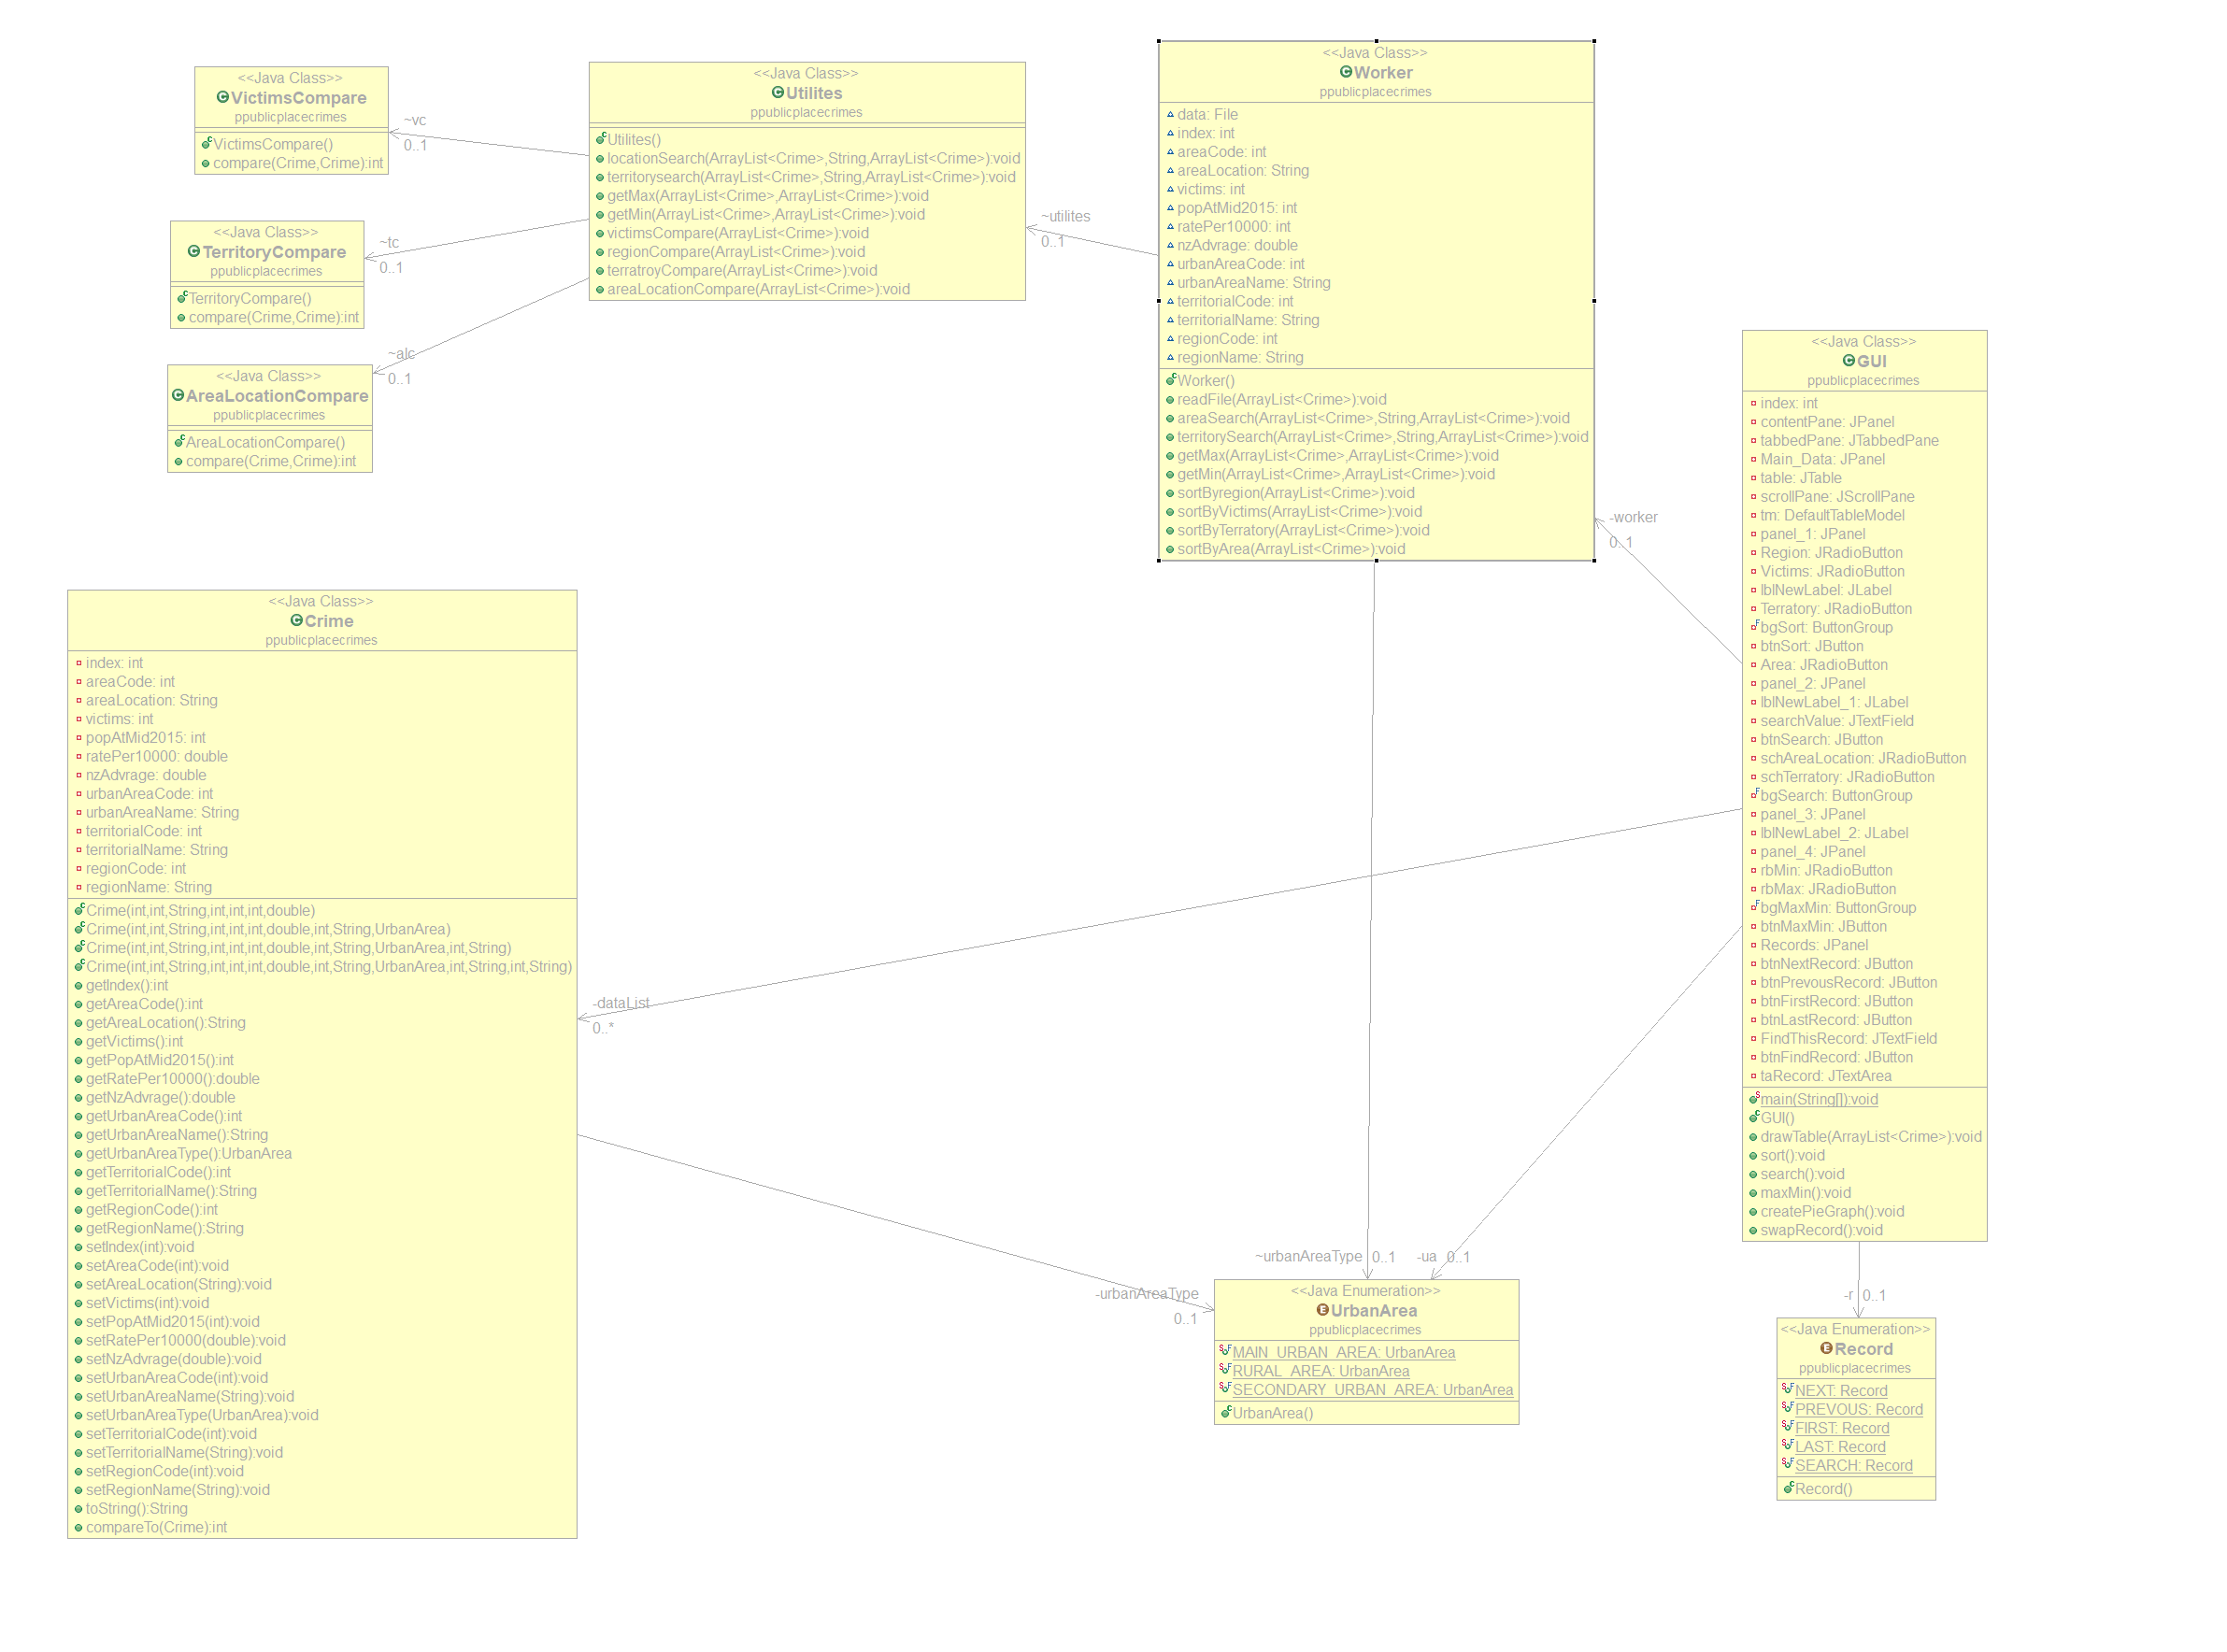 <<Java Class>>
VictimsCompare
ppublicplacecrimes
VictimsCompare()
compare(Crime,Crime):int
~vc
0..1
<<Java Class>>
TerritoryCompare
ppublicplacecrimes
TerritoryCompare()
compare(Crime,Crime):int
~tc
0..1
<<Java Class>>
AreaLocationCompare
ppublicplacecrimes
AreaLocationCompare()
compare(Crime,Crime):int
~alc
0..1
<<Java Class>>
Utilites
ppublicplacecrimes
Utilites()
locationSearch(ArrayList<Crime>,String,ArrayList<Crime>):void
territorysearch(ArrayList<Crime>,String,ArrayList<Crime>):void
getMax(ArrayList<Crime>,ArrayList<Crime>):void
getMin(ArrayList<Crime>,ArrayList<Crime>):void
victimsCompare(ArrayList<Crime>):void
regionCompare(ArrayList<Crime>):void
terratroyCompare(ArrayList<Crime>):void
areaLocationCompare(ArrayList<Crime>):void
~utilites
0..1
<<Java Class>>
Worker
ppublicplacecrimes
data: File
index: int
areaCode: int
areaLocation: String
victims: int
popAtMid2015: int
ratePer10000: int
nzAdvrage: double
urbanAreaCode: int
urbanAreaName: String
territorialCode: int
territorialName: String
regionCode: int
regionName: String
Worker()
readFile(ArrayList<Crime>):void
areaSearch(ArrayList<Crime>,String,ArrayList<Crime>):void
territorySearch(ArrayList<Crime>,String,ArrayList<Crime>):void
getMax(ArrayList<Crime>,ArrayList<Crime>):void
getMin(ArrayList<Crime>,ArrayList<Crime>):void
sortByregion(ArrayList<Crime>):void
sortByVictims(ArrayList<Crime>):void
sortByTerratory(ArrayList<Crime>):void
sortByArea(ArrayList<Crime>):void
-worker
0..1
<<Java Class>>
GUI
ppublicplacecrimes
index: int
contentPane: JPanel
tabbedPane: JTabbedPane
Main_Data: JPanel
table: JTable
scrollPane: JScrollPane
tm: DefaultTableModel
panel_1: JPanel
Region: JRadioButton
Victims: JRadioButton
lblNewLabel: JLabel
Terratory: JRadioButton
bgSort: ButtonGroup
btnSort: JButton
Area: JRadioButton
panel_2: JPanel
lblNewLabel_1: JLabel
searchValue: JTextField
btnSearch: JButton
schAreaLocation: JRadioButton
schTerratory: JRadioButton
bgSearch: ButtonGroup
panel_3: JPanel
lblNewLabel_2: JLabel
panel_4: JPanel
rbMin: JRadioButton
rbMax: JRadioButton
bgMaxMin: ButtonGroup
btnMaxMin: JButton
Records: JPanel
btnNextRecord: JButton
btnPrevousRecord: JButton
btnFirstRecord: JButton
btnLastRecord: JButton
FindThisRecord: JTextField
btnFindRecord: JButton
taRecord: JTextArea
main(String[]):void
GUI()
drawTable(ArrayList<Crime>):void
sort():void
search():void
maxMin():void
createPieGraph():void
swapRecord():void
<<Java Class>>
Crime
ppublicplacecrimes
index: int
areaCode: int
areaLocation: String
victims: int
popAtMid2015: int
ratePer10000: double
nzAdvrage: double
urbanAreaCode: int
urbanAreaName: String
territorialCode: int
territorialName: String
regionCode: int
regionName: String
Crime(int,int,String,int,int,int,double)
Crime(int,int,String,int,int,int,double,int,String,UrbanArea)
Crime(int,int,String,int,int,int,double,int,String,UrbanArea,int,String)
Crime(int,int,String,int,int,int,double,int,String,UrbanArea,int,String,int,String)
getIndex():int
getAreaCode():int
getAreaLocation():String
getVictims():int
getPopAtMid2015():int
getRatePer10000():double
getNzAdvrage():double
getUrbanAreaCode():int
getUrbanAreaName():String
getUrbanAreaType():UrbanArea
getTerritorialCode():int
getTerritorialName():String
getRegionCode():int
getRegionName():String
setIndex(int):void
setAreaCode(int):void
setAreaLocation(String):void
setVictims(int):void
setPopAtMid2015(int):void
setRatePer10000(double):void
setNzAdvrage(double):void
setUrbanAreaCode(int):void
setUrbanAreaName(String):void
setUrbanAreaType(UrbanArea):void
setTerritorialCode(int):void
setTerritorialName(String):void
setRegionCode(int):void
setRegionName(String):void
toString():String
compareTo(Crime):int
-dataList
0..*
-urbanAreaType
0..1
~urbanAreaType 0..1
-ua 0..1
<<Java Enumeration>>
UrbanArea
ppublicplacecrimes
MAIN_URBAN_AREA: UrbanArea
RURAL_AREA: UrbanArea
SECONDARY_URBAN_AREA: UrbanArea
UrbanArea()
-r 0..1
<<Java Enumeration>>
Record
ppublicplacecrimes
NEXT: Record
PREVOUS: Record
FIRST: Record
LAST: Record
SEARCH: Record
Record()